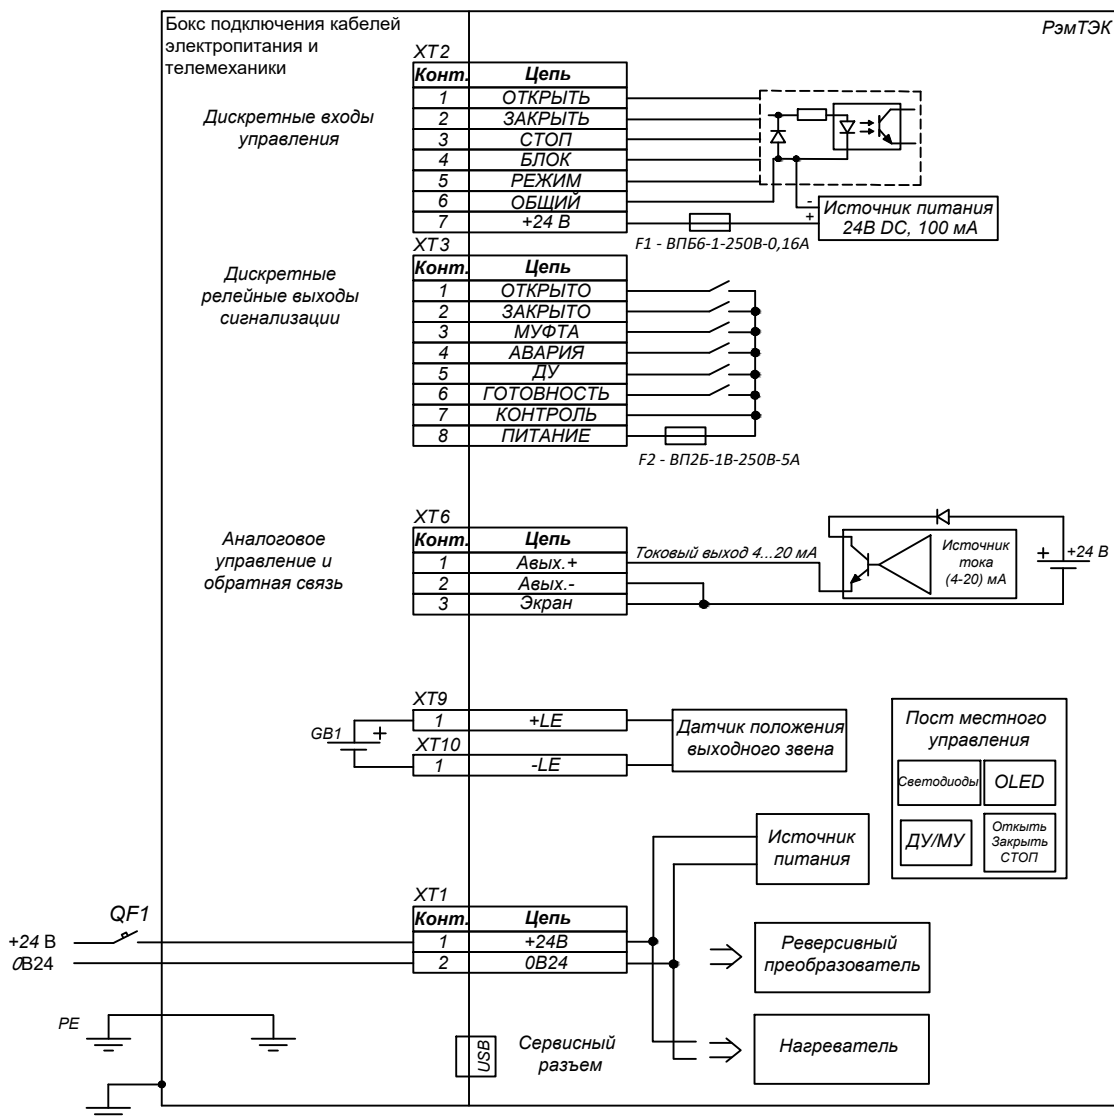 Бокс подключения кабелей
электропитания и
телемеханики
РэмТЭК
Дискретные входы
управления
XT2
Конт. Цепь
1 ОТКРЫТЬ
2 ЗАКРЫТЬ
3 СТОП
4 БЛОК
5 РЕЖИМ
6 ОБЩИЙ
7 +24 В
-
+
Источник питания
24В DC, 100 мА
F1 - ВПБ6-1-250В-0,16А
Дискретные
релейные выходы
сигнализации
XT3
Конт. Цепь
1 ОТКРЫТО
2 ЗАКРЫТО
3 МУФТА
4 АВАРИЯ
5 ДУ
6 ГОТОВНОСТЬ
7 КОНТРОЛЬ
8 ПИТАНИЕ
F2 - ВП2Б-1В-250В-5А
Аналоговое
управление и
обратная связь
XT6
Конт. Цепь
1 Авых.+
2 Авых.-
3 Экран
Токовый выход 4...20 мА
Источник
тока
(4-20) мА
+
+24 В
GB1
+
XT9
1 +LE
XT10
1 -LE
Датчик положения
выходного звена
Пост местного
управления
Светодиоды
OLED
ДУ/МУ
Откыть
Закрыть
СТОП
Источник
питания
QF1
+24 В
0В24
XT1
Конт. Цепь
1 +24В
2 0В24
Реверсивный
преобразователь
Нагреватель
PE
USB
Сервисный
разъем